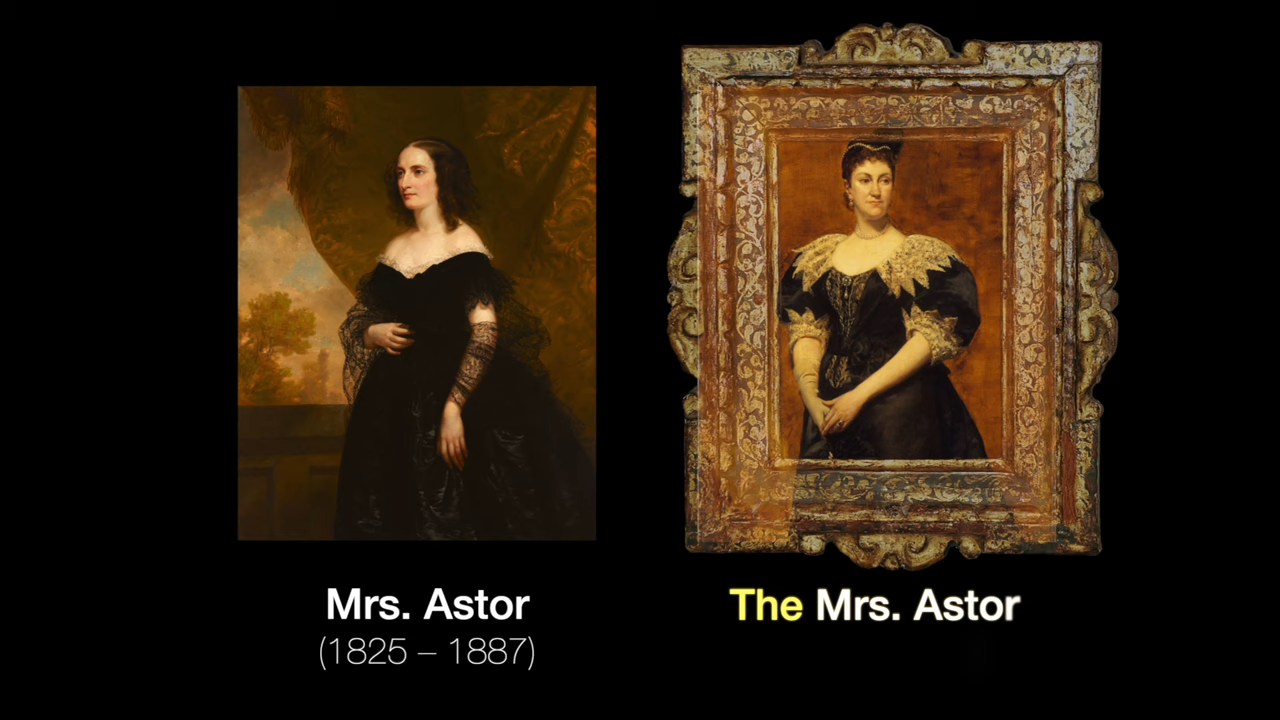 Mrs. Astor
(1825 – 1887)
The Mrs. Astor